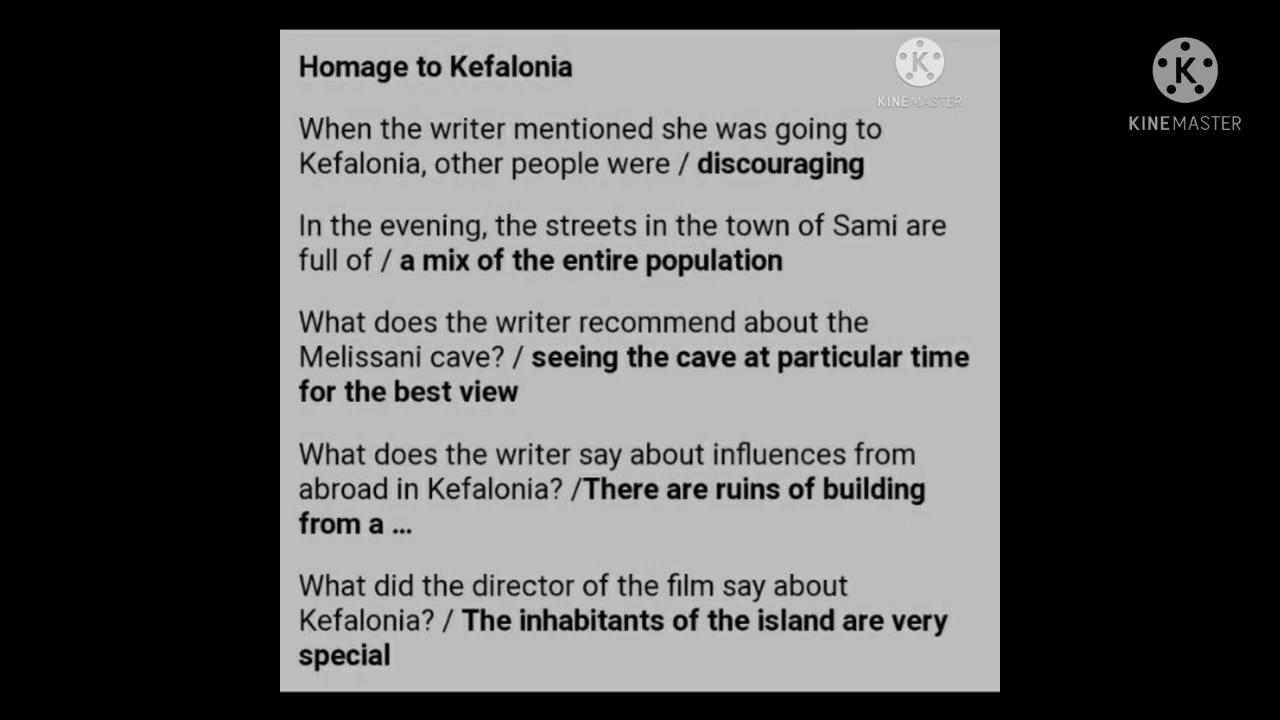 Homage to Kefalonia
KINEMASTER
KINEMASTER
When the writer mentioned she was going to
Kefalonia, other people were / discouraging
In the evening, the streets in the town of Sami are
full of / a mix of the entire population
What does the writer recommend about the
Melissani cave? / seeing the cave at particular time
for the best view
What does the writer say about influences from
abroad in Kefalonia? /There are ruins of building
from a ...
What did the director of the film say about
Kefalonia? / The inhabitants of the island are very
special